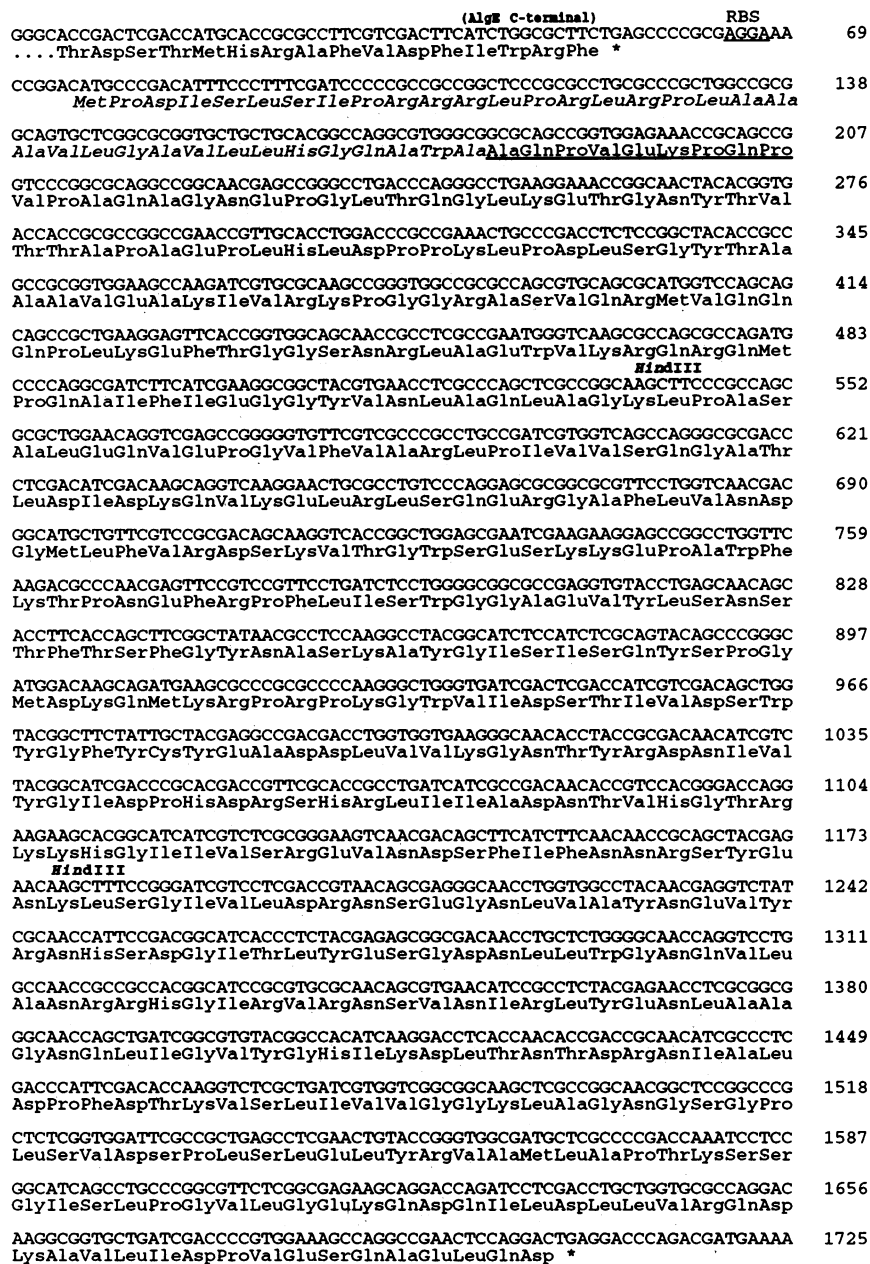 (AlgE C-terminal) RBS
GGGCACCGACTCGACCATGCACCGCGCCTTCGTCGACTTCATCTGGCGCTTCTGAGCCCCGCGAGGAAA 69
....ThrAspSerThrMetHisArgAlaPheValAspPheIleTrpArgPhe *
CCGGACATGCCCGACATTTCCCTTTCGATCCCCCGCCGCCGGCTCCCGCGCCTGCGCCCGCTGGCCGCG 138
MetProAspIleSerLeuSerIleProArgArgArgLeuProArgLeuArgProLeuAlaAla
GCAGTGCTCGGCGCGGTGCTGCTGCACGGCCAGGCGTGGGCGGCGCAGCCGGTGGAGAAACCGCAGCCG 207
AlaValLeuGlyAlaValLeuLeuHisGlyGlnAlaTrpAlaAlaGlnProValGluLysProGlnPro
GTCCCGGCGCAGGCCGGCAACGAGCCGGGCCTGACCCAGGGCCTGAAGGAAACCGGCAACTACACGGTG 276
ValProAlaGlnAlaGlyAsnGluProGlyLeuThrGlnGlyLeuLysGluThrGlyAsnTyrThrVal
ACCACCGCGCCGGCCGAACCGTTGCACCTGGACCCGCCGAAACTGCCCGACCTCTCCGGCTACACCGCC 345
ThrThrAlaProAlaGluProLeuHisLeuAspProProLysLeuProAspLeuSerGlyTyrThrAla
GCCGCGGTGGAAGCCAAGATCGTGCGCAAGCCGGGTGGCCGCGCCAGCGTGCAGCGCATGGTCCAGCAG 414
AlaAlaValGluAlaLysIleValArgLysProGlyGlyArgAlaSerValGlnArgMetValGlnGln
CAGCCGCTGAAGGAGTTCACCGGTGGCAGCAACCGCCTCGCCGAATGGGTCAAGCGCCAGCGCCAGATG 483
GlnProLeuLysGluPheThrGlyGlySerAsnArgLeuAlaGluTrpValLysArgGlnArgGlnMet
HindIII
CCCCAGGCGATCTTCATCGAAGGCGGCTACGTGAACCTCGCCCAGCTCGCCGGCAAGCTTCCCGCCAGC 552
ProGlnAlaIlePheIleGluGlyGlyTyrValAsnLeuAlaGlnLeuAlaGlyLysLeuProAlaSer
GCGCTGGAACAGGTCGAGCCGGGGGTGTTCGTCGCCCGCCTGCCGATCGTGGTCAGCCAGGGCGCGACC 621
AlaLeuGluGlnValGluProGlyValPheValAlaArgLeuProIleValValSerGlnGlyAlaThr
CTCGACATCGACAAGCAGGTCAAGGAACTGCGCCTGTCCCAGGAGCGCGGCGCGTTCCTGGTCAACGAC 690
LeuAspIleAspLysGlnValLysGluLeuArgLeuSerGlnGluArgGlyAlaPheLeuValAsnAsp
GGCATGCTGTTCGTCCGCGACAGCAAGGTCACCGGCTGGAGCGAATCGAAGAAGGAGCCGGCCTGGTTC 759
GlyMetLeuPheValArgAspSerLysValThrGlyTrpSerGluSerLysLysGluProAlaTrpPhe
AAGACGCCCAACGAGTTCCGTCCGTTCCTGATCTCCTGGGGCGGCGCCGAGGTGTACCTGAGCAACAGC 828
LysThrProAsnGluPheArgProPheLeuIleSerTrpGlyGlyAlaGluValTyrLeuSerAsnSer
ACCTTCACCAGCTTCGGCTATAACGCCTCCAAGGCCTACGGCATCTCCATCTCGCAGTACAGCCCGGGC 897
ThrPheThrSerPheGlyTyrAsnAlaSerLysAlaTyrGlyIleSerIleSerGlnTyrSerProGly
ATGGACAAGCAGATGAAGCGCCCGCGCCCCAAGGGCTGGGTGATCGACTCGACCATCGTCGACAGCTGG 966
MetAspLysGlnMetLysArgProArgProLysGlyTrpValIleAspSerThrIleValAspSerTrp
TACGGCTTCTATTGCTACGAGGCCGACGACCTGGTGGTGAAGGGCAACACCTACCGCGACAACATCGTC 1035
TyrGlyPheTyrCysTyrGluAlaAspAspLeuValValLysGlyAsnThrTyrArgAspAsnIleVal
TACGGCATCGACCCGCACGACCGTTCGCACCGCCTGATCATCGCCGACAACACCGTCCACGGGACCAGG 1104
TyrGlyIleAspProHisAspArgSerHisArgLeuIleIleAlaAspAsnThrValHisGlyThrArg
AAGAAGCACGGCATCATCGTCTCGCGGGAAGTCAACGACAGCTTCATCTTCAACAACCGCAGCTACGAG 1173
LysLysHisGlyIleIleValSerArgGluValAsnAspSerPheIlePheAsnAsnArgSerTyrGlu
HindIII
AACAAGCTTTCCGGGATCGTCCTCGACCGTAACAGCGAGGGCAACCTGGTGGCCTACAACGAGGTCTAT 1242
AsnLysLeuSerGlyIleValLeuAspArgAsnSerGluGlyAsnLeuValAlaTyrAsnGluValTyr
CGCAACCATTCCGACGGCATCACCCTCTACGAGAGCGGCGACAACCTGCTCTGGGGCAACCAGGTCCTG 1311
ArgAsnHisSerAspGlyIleThrLeuTyrGluSerGlyAspAsnLeuLeuTrpGlyAsnGlnValLeu
GCCAACCGCCGCCACGGCATCCGCGTGCGCAACAGCGTGAACATCCGCCTCTACGAGAACCTCGCGGCG 1380
AlaAsnArgArgHisGlyIleArgValArgAsnSerValAsnIleArgLeuTyrGluAsnLeuAlaAla
GGCAACCAGCTGATCGGCGTGTACGGCCACATCAAGGACCTCACCAACACCGACCGCAACATCGCCCTC 1449
GlyAsnGlnLeuIleGlyValTyrGlyHisIleLysAspLeuThrAsnThrAspArgAsnIleAlaLeu
GACCCATTCGACACCAAGGTCTCGCTGATCGTGGTCGGCGGCAAGCTCGCCGGCAACGGCTCCGGCCCG 1518
AspProPheAspThrLysValSerLeuIleValValGlyGlyLysLeuAlaGlyAsnGlySerGlyPro
CTCTCGGTGGATTCGCCGCTGAGCCTCGAACTGTACCGGGTGGCGATGCTCGCCCCGACCAAATCCTCC 1587
LeuSerValAspserProLeuSerLeuGluLeuTyrArgValAlaMetLeuAlaProThrLysSerSer
GGCATCAGCCTGCCCGGCGTTCTCGGCGAGAAGCAGGACCAGATCCTCGACCTGCTGGTGCGCCAGGAC 1656
GlyIleSerLeuProGlyValLeuGlyGluLysGlnAspGlnIleLeuAspLeuLeuValArgGlnAsp
AAGGCGGTGCTGATCGACCCCGTGGAAAGCCAGGCCGAACTCCAGGACTGAGGACCCAGACGATGAAAA 1725
LysAlaValLeuIleAspProValGluSerGlnAlaGluLeuGlnAsp *